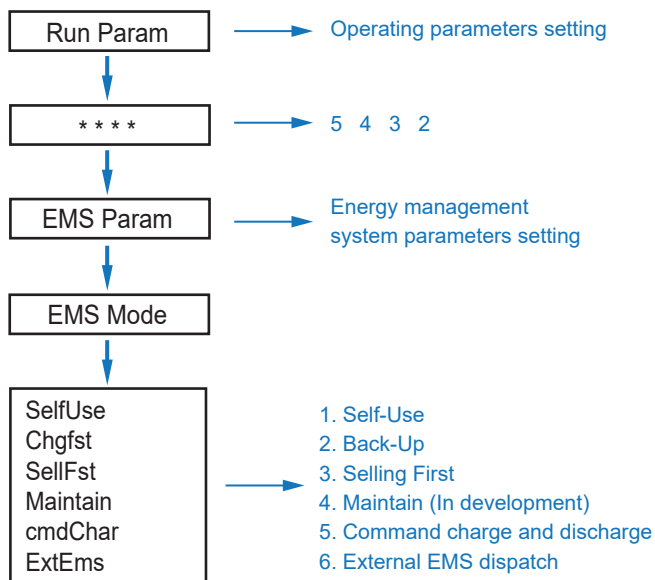 Run Param
Operating parameters setting
* * * *
5 4 3 2
EMS Param
Energy management
system parameters setting
EMS Mode
SelfUse
Chgfst
SellFst
Maintain
cmdChar
ExtEms
1. Self-Use
2. Back-Up
3. Selling First
4. Maintain (In development)
5. Command charge and discharge
6. External EMS dispatch